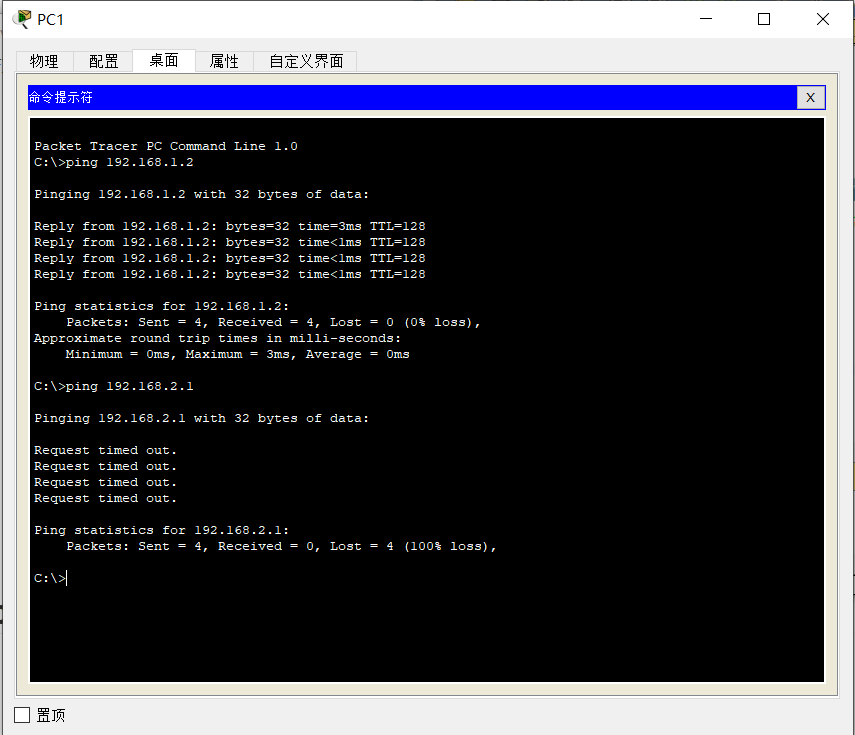 PC1
物理 配置 桌面 属性 自定义界面
命令提示符 X
Packet Tracer PC Command Line 1.0
C:\>ping 192.168.1.2
Pinging 192.168.1.2 with 32 bytes of data:
Reply from 192.168.1.2: bytes=32 time=3ms TTL=128
Reply from 192.168.1.2: bytes=32 time<1ms TTL=128
Reply from 192.168.1.2: bytes=32 time<1ms TTL=128
Reply from 192.168.1.2: bytes=32 time<1ms TTL=128
Ping statistics for 192.168.1.2:
Packets: Sent = 4, Received = 4, Lost = 0 (0% loss),
Approximate round trip times in milli-seconds:
Minimum = 0ms, Maximum = 3ms, Average = 0ms
C:\>ping 192.168.2.1
Pinging 192.168.2.1 with 32 bytes of data:
Request timed out.
Request timed out.
Request timed out.
Request timed out.
Ping statistics for 192.168.2.1:
Packets: Sent = 4, Received = 0, Lost = 4 (100% loss),
C:\>
置顶